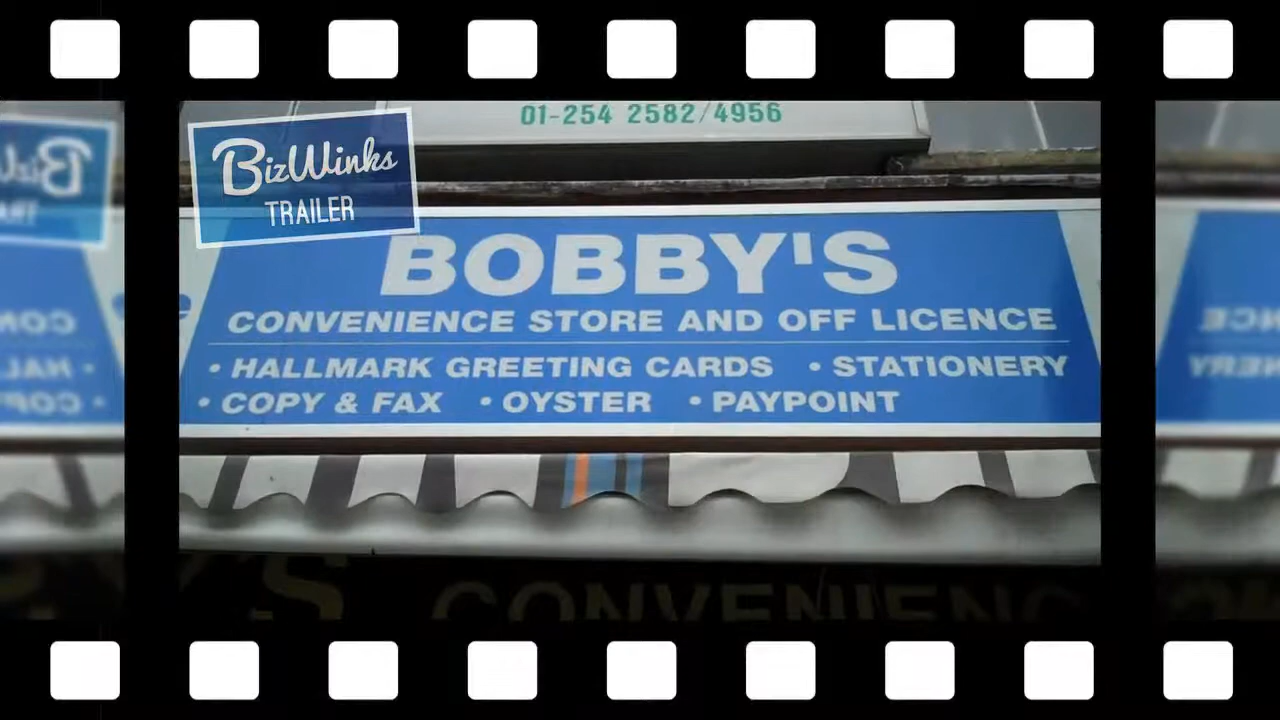 01-254 2582/4956
BizWinks
TRAILER
BOBBY'S
CONVENIENCE STORE AND OFF LICENCE
• HALLMARK GREETING CARDS • STATIONERY
• COPY & FAX • OYSTER • PAYPOINT
CONVENIENC